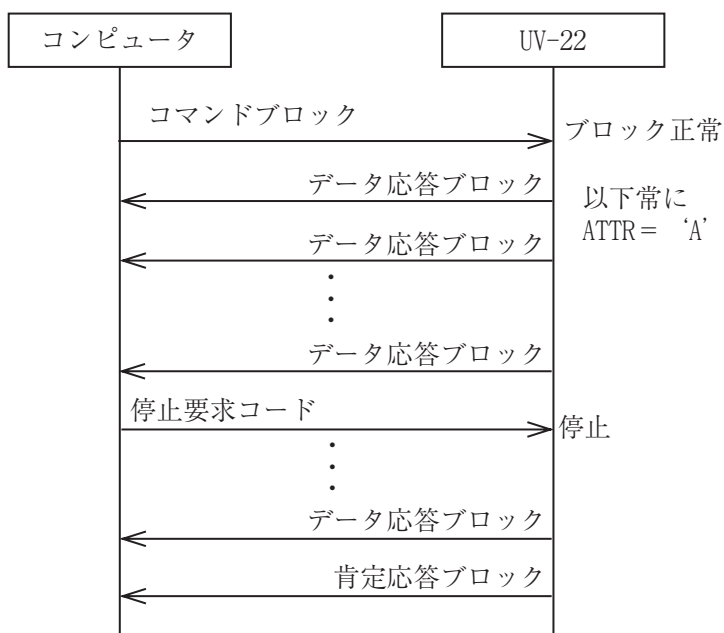 コンピュータ
UV-22
コマンドブロック
ブロック正常
データ応答ブロック
以下常に
ATTR＝ ‘A’
データ応答ブロック
データ応答ブロック
停止要求コード
停止
データ応答ブロック
肯定応答ブロック